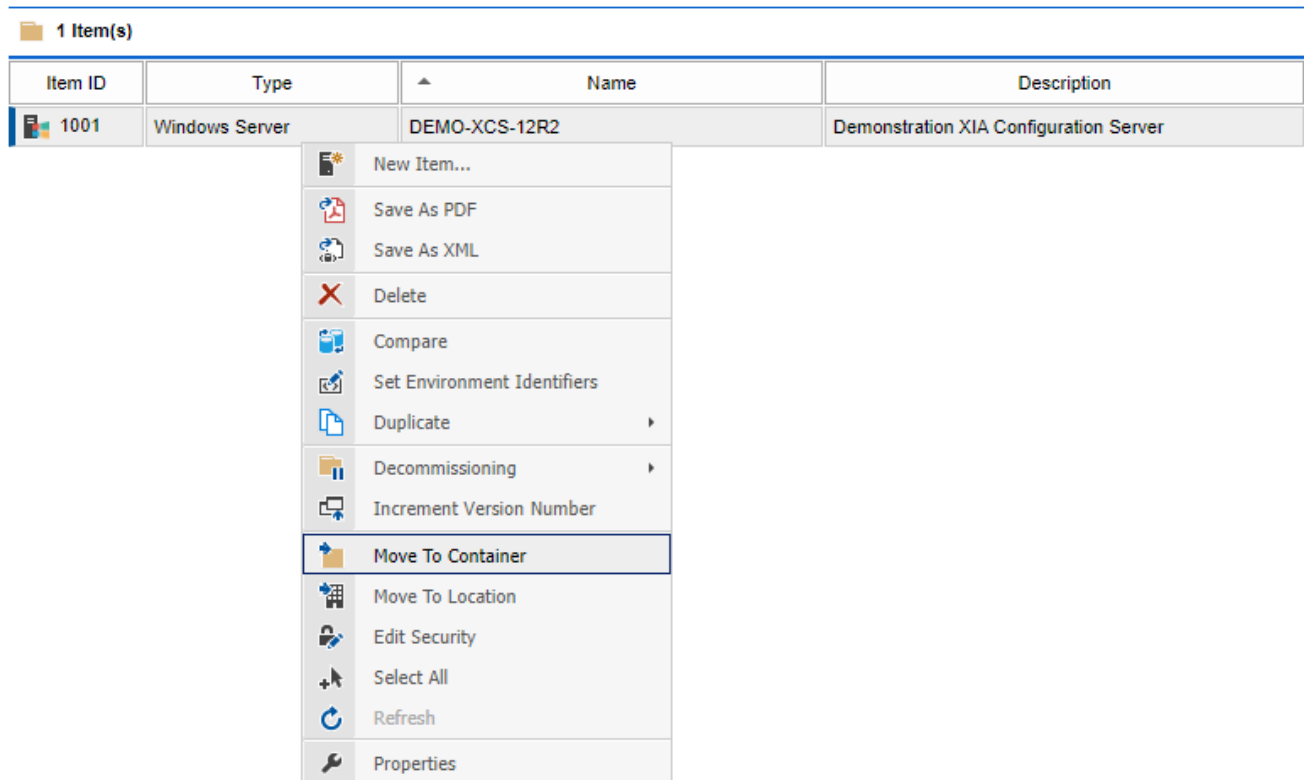 1 Item(s)
Item ID Type Name Description
1001 Windows Server DEMO-XCS-12R2 Demonstration XIA Configuration Server
New Item...
Save As PDF
Save As XML
Delete
Compare
Set Environment Identifiers
Duplicate
Decommissioning
Increment Version Number
Move To Container
Move To Location
Edit Security
Select All
Refresh
Properties